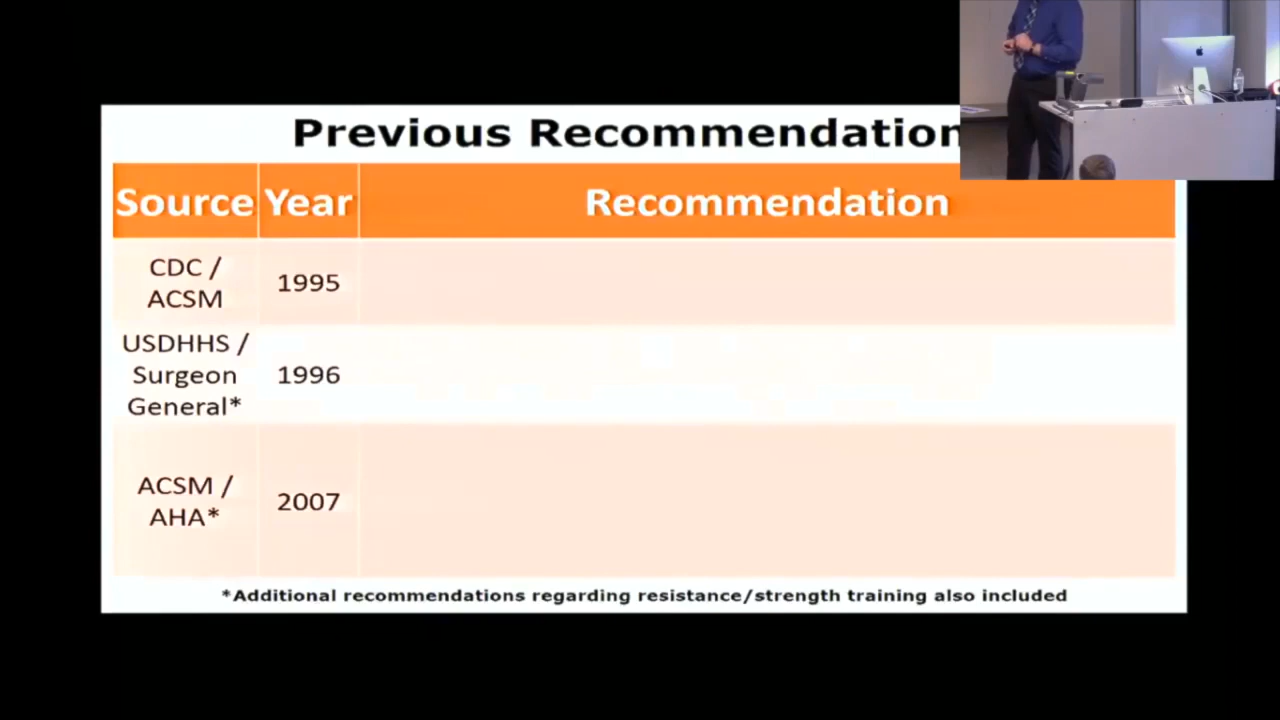 Previous Recommendation
Source Year Recommendation
CDC /
ACSM
1995
USDHHS /
Surgeon
General*
1996
ACSM /
AHA*
2007
*Additional recommendations regarding resistance/strength training also included